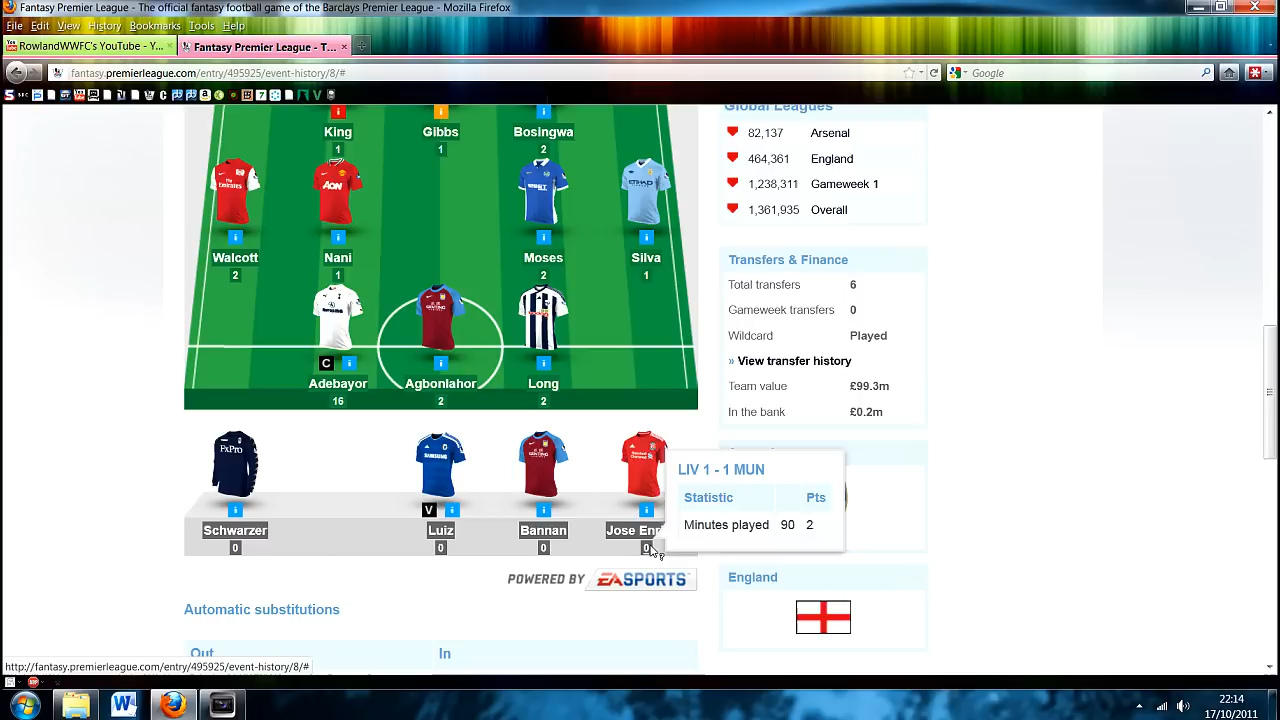 Fantasy Premier League - The official fantasy football game of the Barclays Premier League - Mozilla Firefox
File Edit View History Bookmarks Tools Help
RowlandWWFC's YouTube - Y... Fantasy Premier League - T...
fantasy.premierleague.com/entry/495925/event-history/8/# Google
Global Leagues
82,137 Arsenal
464,361 England
1,238,311 Gameweek 1
1,361,935 Overall
King Gibbs Bosingwa
1 1 2
Walcott Nani Moses Silva
2 1 2 1
C
Adebayor Agbonlahor Long
16 2 2
Transfers & Finance
Total transfers 6
Gameweek transfers 0
Wildcard Played
» View transfer history
Team value £99.3m
In the bank £0.2m
FxPro SAMSUNG
V
Schwarzer Luiz Bannan Jose Enr
0 0 0 0
LIV 1 - 1 MUN
Statistic Pts
Minutes played 90 2
POWERED BY EA SPORTS
England
Automatic substitutions
Out In
http://fantasy.premierleague.com/entry/495925/event-history/8/#
22:14
17/10/2011